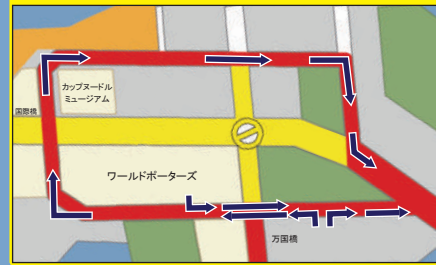 カップヌードル
ミュージアム
国際橋
ワールドポーターズ
万国橋